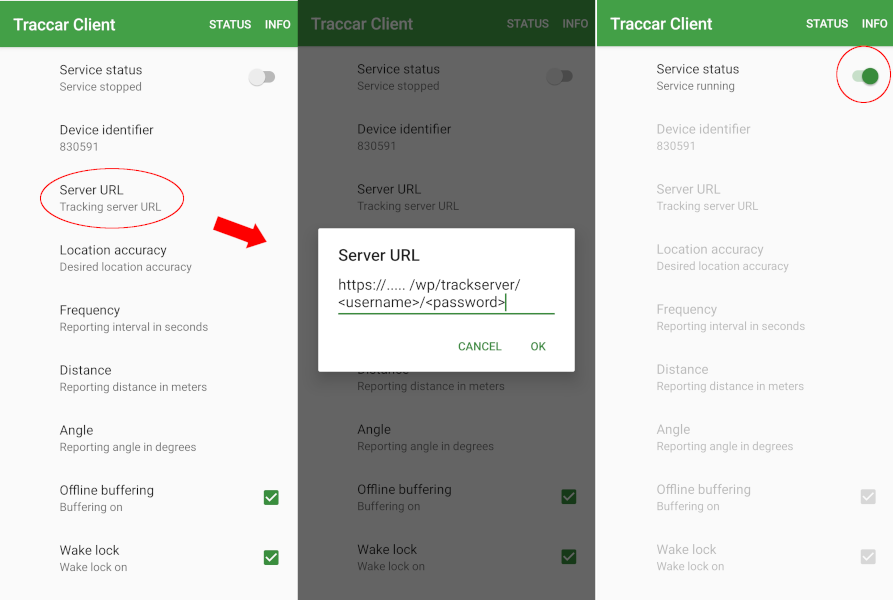 Traccar Client STATUS INFO
Service status
Service stopped
Device identifier
830591
Server URL
Tracking server URL
Location accuracy
Desired location accuracy
Frequency
Reporting interval in seconds
Distance
Reporting distance in meters
Angle
Reporting angle in degrees
Offline buffering
Buffering on
Wake lock
Wake lock on
Traccar Client STATUS INFO
Service status
Service stopped
Device identifier
830591
Server URL
Tracking server URL
Server URL
https://..... /wp/trackserver/
<username>/<password>
CANCEL OK
Distance
Reporting distance in meters
Angle
Reporting angle in degrees
Offline buffering
Buffering on
Wake lock
Wake lock on
Traccar Client STATUS INFO
Service status
Service running
Device identifier
830591
Server URL
Tracking server URL
Location accuracy
Desired location accuracy
Frequency
Reporting interval in seconds
Distance
Reporting distance in meters
Angle
Reporting angle in degrees
Offline buffering
Buffering on
Wake lock
Wake lock on